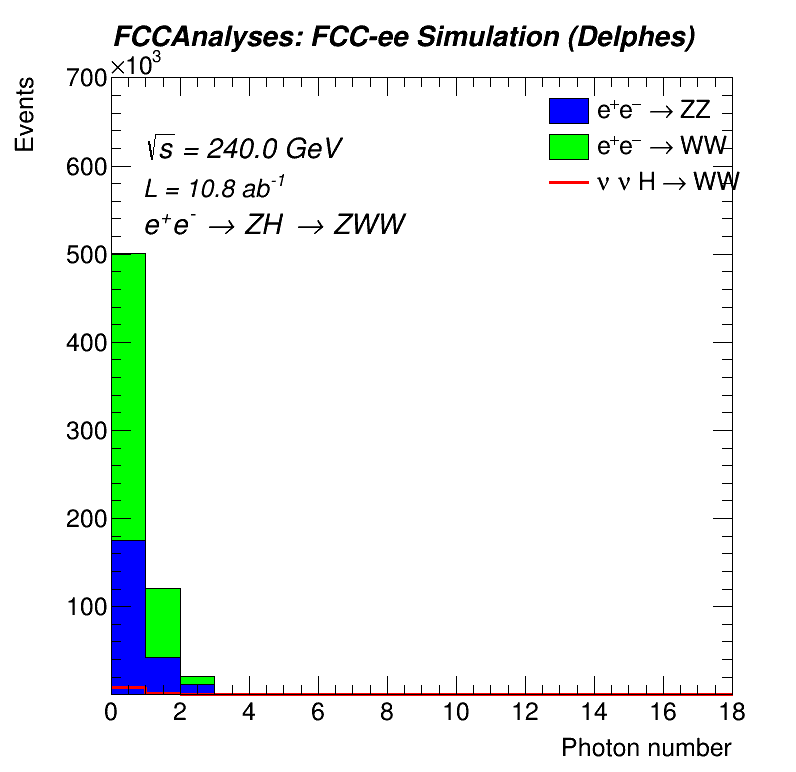 FCCAnalyses: FCC-ee Simulation (Delphes)
×10³
Events
700
600
500
400
300
200
100
e⁺e⁻ → ZZ
e⁺e⁻ → WW
ν ν H → WW
√s = 240.0 GeV
L = 10.8 ab⁻¹
e⁺e⁻ → ZH → ZWW
0 2 4 6 8 10 12 14 16 18
Photon number